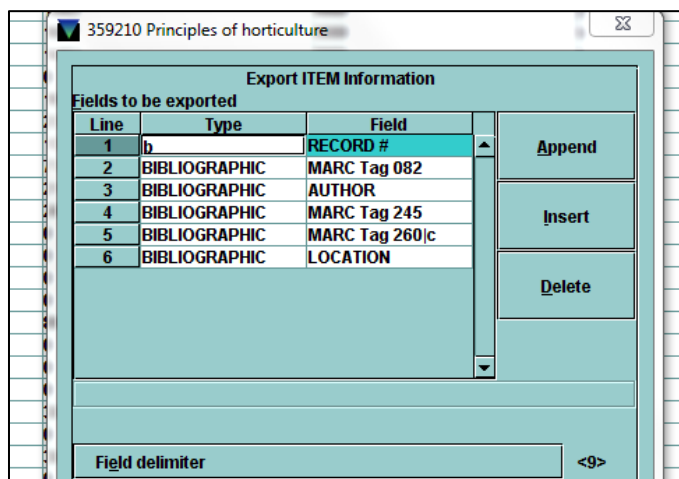 359210 Principles of horticulture
Export ITEM Information
Fields to be exported
Line Type Field
1 b RECORD #
2 BIBLIOGRAPHIC MARC Tag 082
3 BIBLIOGRAPHIC AUTHOR
4 BIBLIOGRAPHIC MARC Tag 245
5 BIBLIOGRAPHIC MARC Tag 260|c
6 BIBLIOGRAPHIC LOCATION
Append
Insert
Delete
Field delimiter <9>